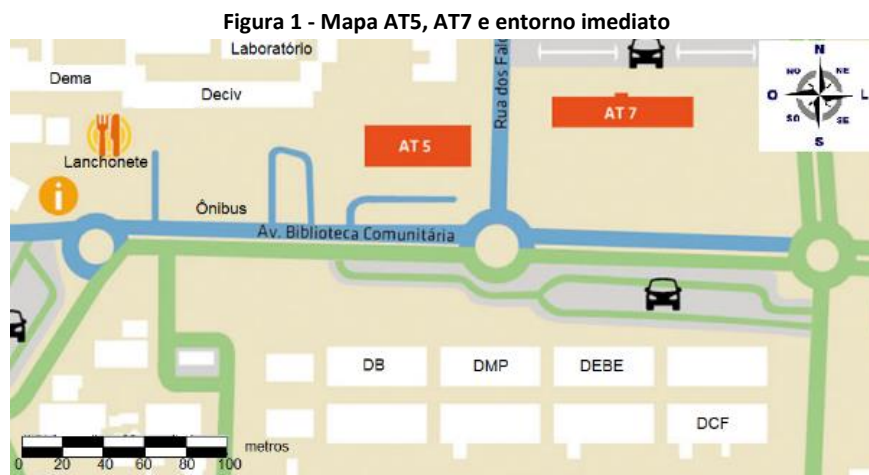 Figura 1 - Mapa AT5, AT7 e entorno imediato
Laboratório
Dema
Deciv
Rua dos Falc
AT 7
AT 5
N
NO
NE
O
L
SO
SE
S
Lanchonete
i
Ônibus
Av. Biblioteca Comunitária
DB
DMP
DEBE
DCF
metros
0 20 40 60 80 100